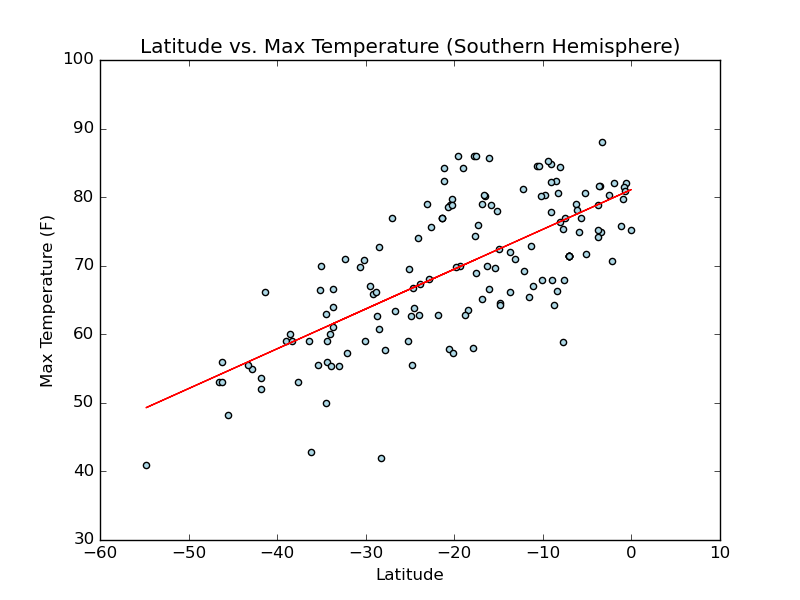 Latitude vs. Max Temperature (Southern Hemisphere)
100
90
80
70
60
50
40
30
Max Temperature (F)
−60 −50 −40 −30 −20 −10 0 10
Latitude